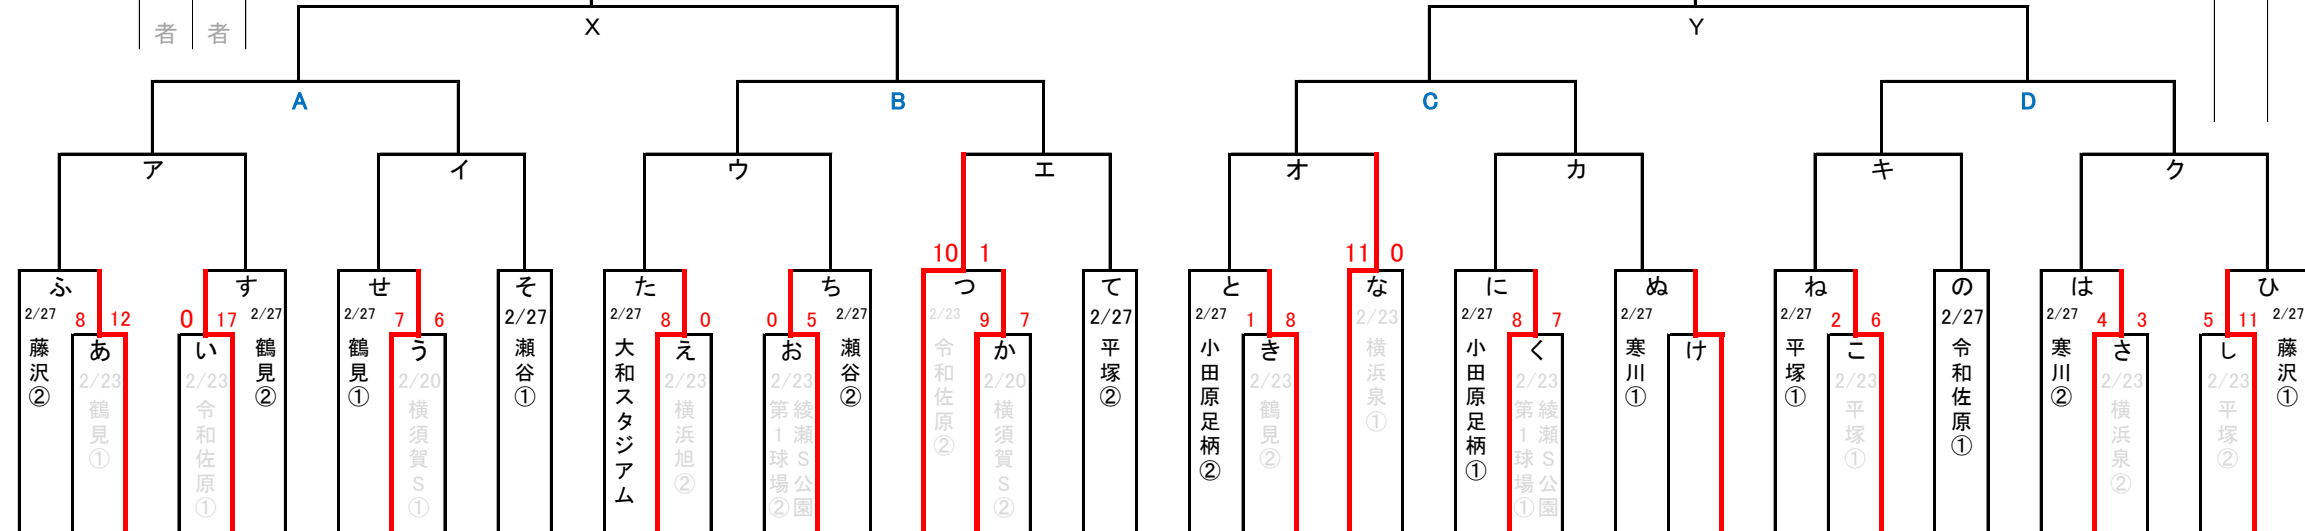 者 者
X Y
A B C D
ア イ ウ エ オ カ キ ク
10 1 11 0
ふ す せ そ た ち つ て と な に ぬ ね の は ひ
2/27 2/27 2/27 2/27 2/27 2/27 2/23 2/27 2/27 2/23 2/27 2/27 2/27 2/27 2/27 2/27
8 12 0 17 7 6 8 0 0 5 9 7 1 8 8 7 2 6 4 3 5 11
あ い う え お か き く け こ さ し
藤沢②
2/23
鶴見①
2/23
令和佐原①
鶴見②
鶴見①
2/20
横須賀S①
瀬谷①
大和スタジアム
2/23
横浜旭②
2/23
綾瀬S公園
第1球場②
瀬谷②
令和佐原②
2/20
横須賀S②
平塚②
小田原足柄②
2/23
鶴見②
横浜泉①
小田原足柄①
2/23
綾瀬S公園
第1球場①
寒川①
平塚①
2/23
平塚①
令和佐原①
寒川②
2/23
横浜泉②
2/23
平塚②
藤沢①